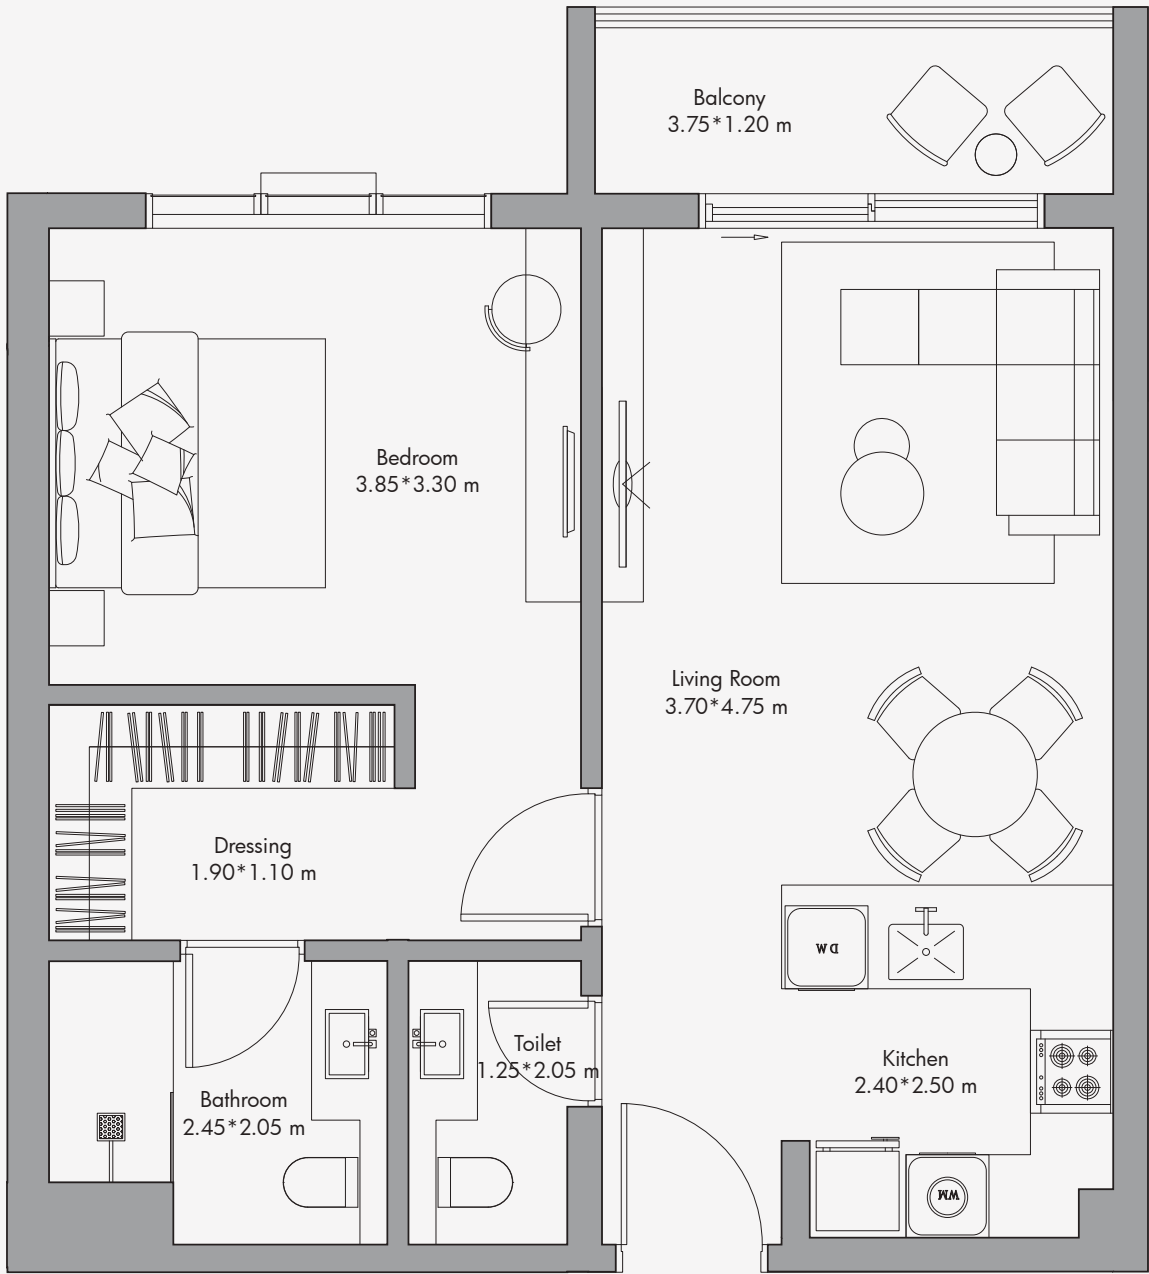 Balcony
3.75*1.20 m
Bedroom
3.85*3.30 m
Living Room
3.70*4.75 m
Dressing
1.90*1.10 m
DW
Toilet
1.25*2.05 m
Kitchen
2.40*2.50 m
Bathroom
2.45*2.05 m
WM